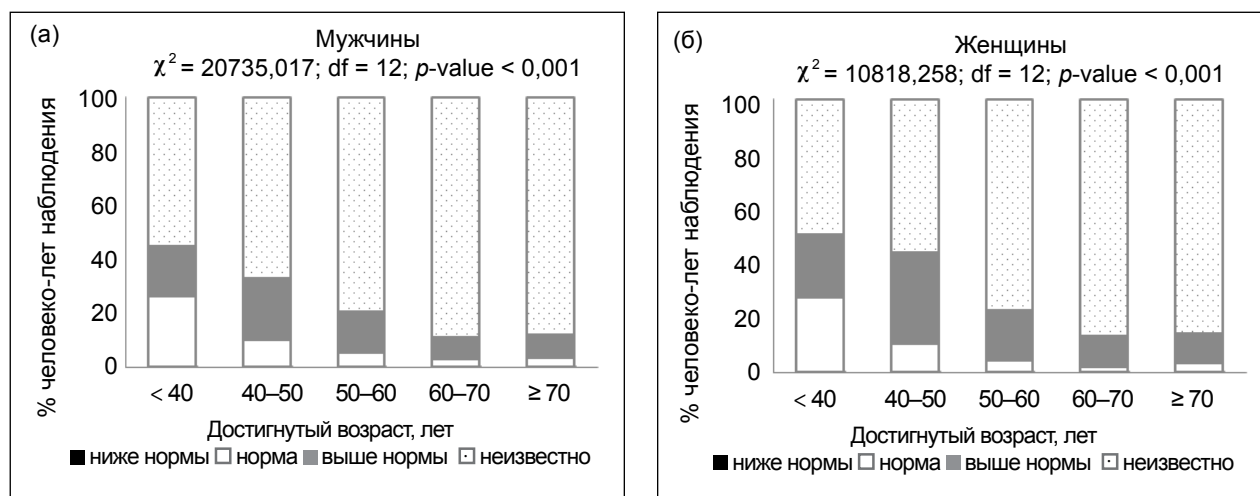 (а)
Мужчины
χ² = 20735,017; df = 12; p-value < 0,001
% человеко-лет наблюдения
100
80
60
40
20
0
< 40 40–50 50–60 60–70 ≥ 70
Достигнутый возраст, лет
ниже нормы норма выше нормы неизвестно
(б)
Женщины
χ² = 10818,258; df = 12; p-value < 0,001
% человеко-лет наблюдения
100
80
60
40
20
0
< 40 40–50 50–60 60–70 ≥ 70
Достигнутый возраст, лет
ниже нормы норма выше нормы неизвестно